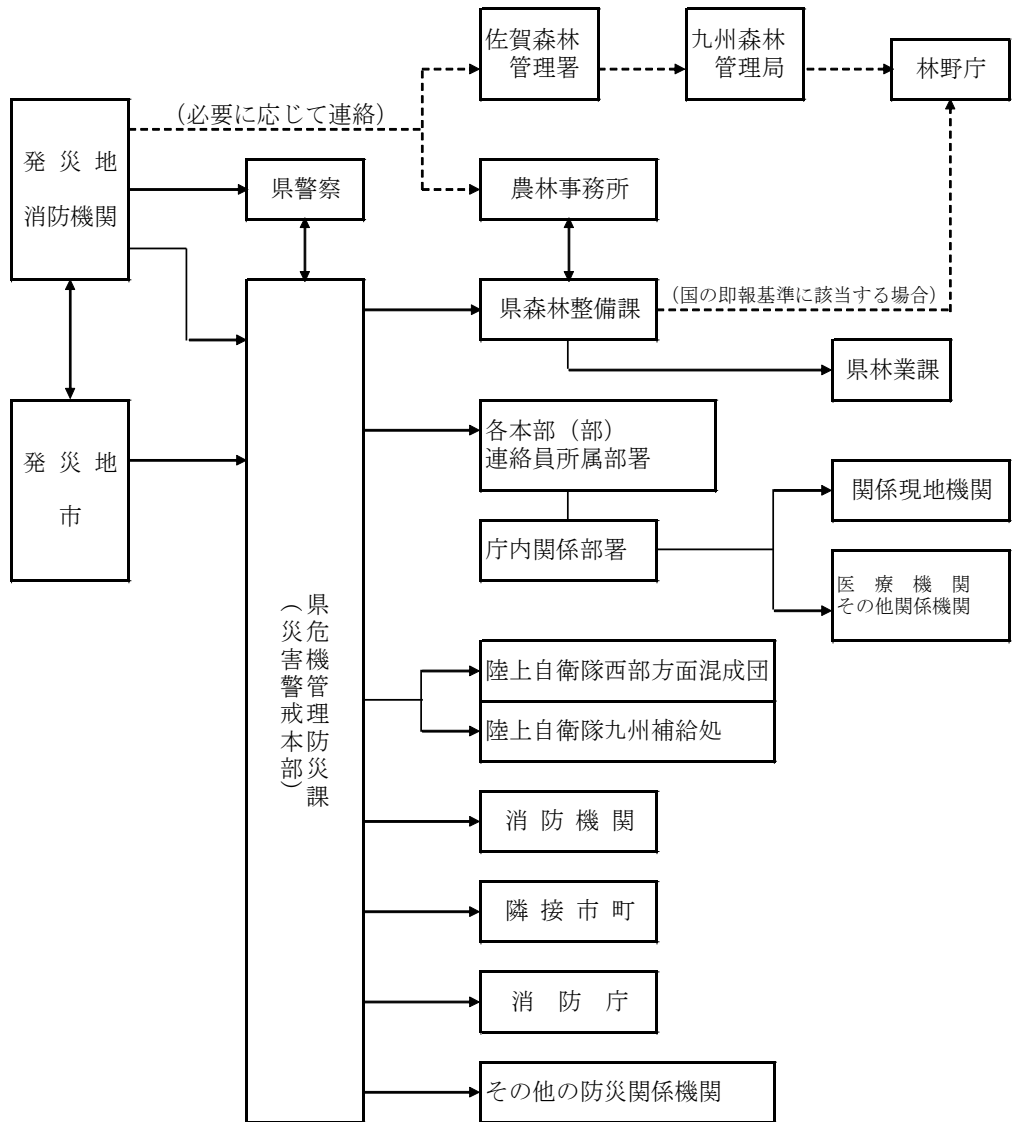 佐賀森林
管理署
九州森林
管理局
林野庁
（必要に応じて連絡）
発 災 地
消防機関
県警察
農林事務所
県森林整備課
（国の即報基準に該当する場合）
県林業課
発 災 地
市
各本部（部）
連絡員所属部署
関係現地機関
庁内関係部署
医 療 機 関
その他関係機関
県危機管理防災課
（災害警戒本部）
陸上自衛隊西部方面混成団
陸上自衛隊九州補給処
消 防 機 関
隣 接 市 町
消 防 庁
その他の防災関係機関